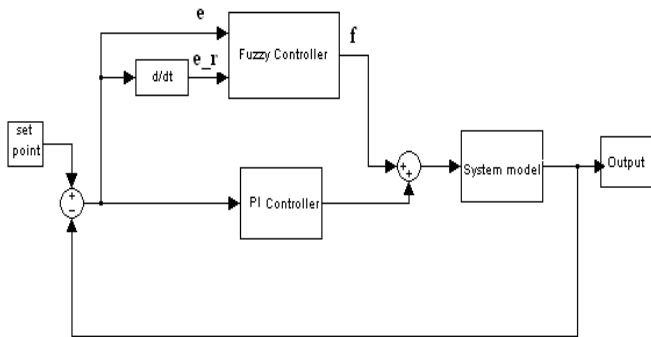 e
f
Fuzzy Controller
e_r
d/dt
set
point
+
−
+
+
PI Controller
System model
Output